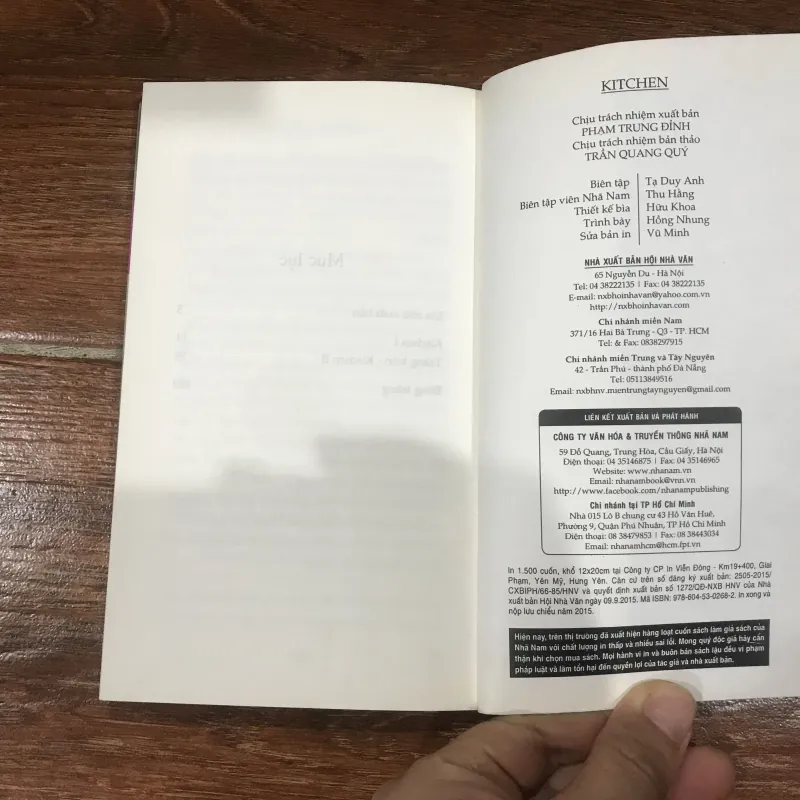 KITCHEN
Chịu trách nhiệm xuất bản
PHẠM TRUNG ĐỈNH
Chịu trách nhiệm bản thảo
TRẦN QUANG QUÝ
Biên tập Tạ Duy Anh
Biên tập viên Nhã Nam Thu Hằng
Thiết kế bìa Hữu Khoa
Trình bày Hồng Nhung
Sửa bản in Vũ Minh
NHÀ XUẤT BẢN HỘI NHÀ VĂN
65 Nguyễn Du - Hà Nội
Tel: 04 38222135 | Fax: 04 38222135
E-mail: nxbhoinhavan@yahoo.com.vn
http://nxbhoinhavan.com
Chi nhánh miền Nam
371/16 Hai Bà Trưng - Q3 - TP. HCM
Tel: & Fax: 0838297915
Chi nhánh miền Trung và Tây Nguyên
42 - Trần Phú - thành phố Đà Nẵng
Tel: 05113849516
Email: nxbhnv.mientrungtaynguyen@gmail.com
LIÊN KẾT XUẤT BẢN VÀ PHÁT HÀNH
CÔNG TY VĂN HÓA & TRUYỀN THÔNG NHÃ NAM
59 Đỗ Quang, Trung Hòa, Cầu Giấy, Hà Nội
Điện thoại: 04 35146875 | Fax: 04 35146965
Website: www.nhanam.vn
Email: nhanambook@vnn.vn
http://www.facebook.com/nhanampublishing
Chi nhánh tại TP Hồ Chí Minh
Nhà 015 Lô B chung cư 43 Hồ Văn Huê,
Phường 9, Quận Phú Nhuận, TP Hồ Chí Minh
Điện thoại: 08 38479853 | Fax: 08 38443034
Email: nhanamhcm@hcm.fpt.vn
In 1.500 cuốn, khổ 12x20cm tại Công ty CP In Viễn Đông - Km19+400, Giai
Phạm, Yên Mỹ, Hưng Yên. Căn cứ trên số đăng ký xuất bản: 2505-2015/
CXBIPH/66-85/HNV và quyết định xuất bản số 1272/QĐ-NXB HNV của Nhà
xuất bản Hội Nhà Văn ngày 09.9.2015. Mã ISBN: 978-604-53-0268-2. In xong và
nộp lưu chiểu năm 2015.
Hiện nay, trên thị trường đã xuất hiện hàng loạt cuốn sách làm giả sách của
Nhã Nam với chất lượng in thấp và nhiều sai lỗi. Mong quý độc giả hãy cẩn
thận khi chọn mua sách. Mọi hành vi in và buôn bán sách lậu đều vi phạm
pháp luật và làm tổn hại đến quyền lợi của tác giả và nhà xuất bản.